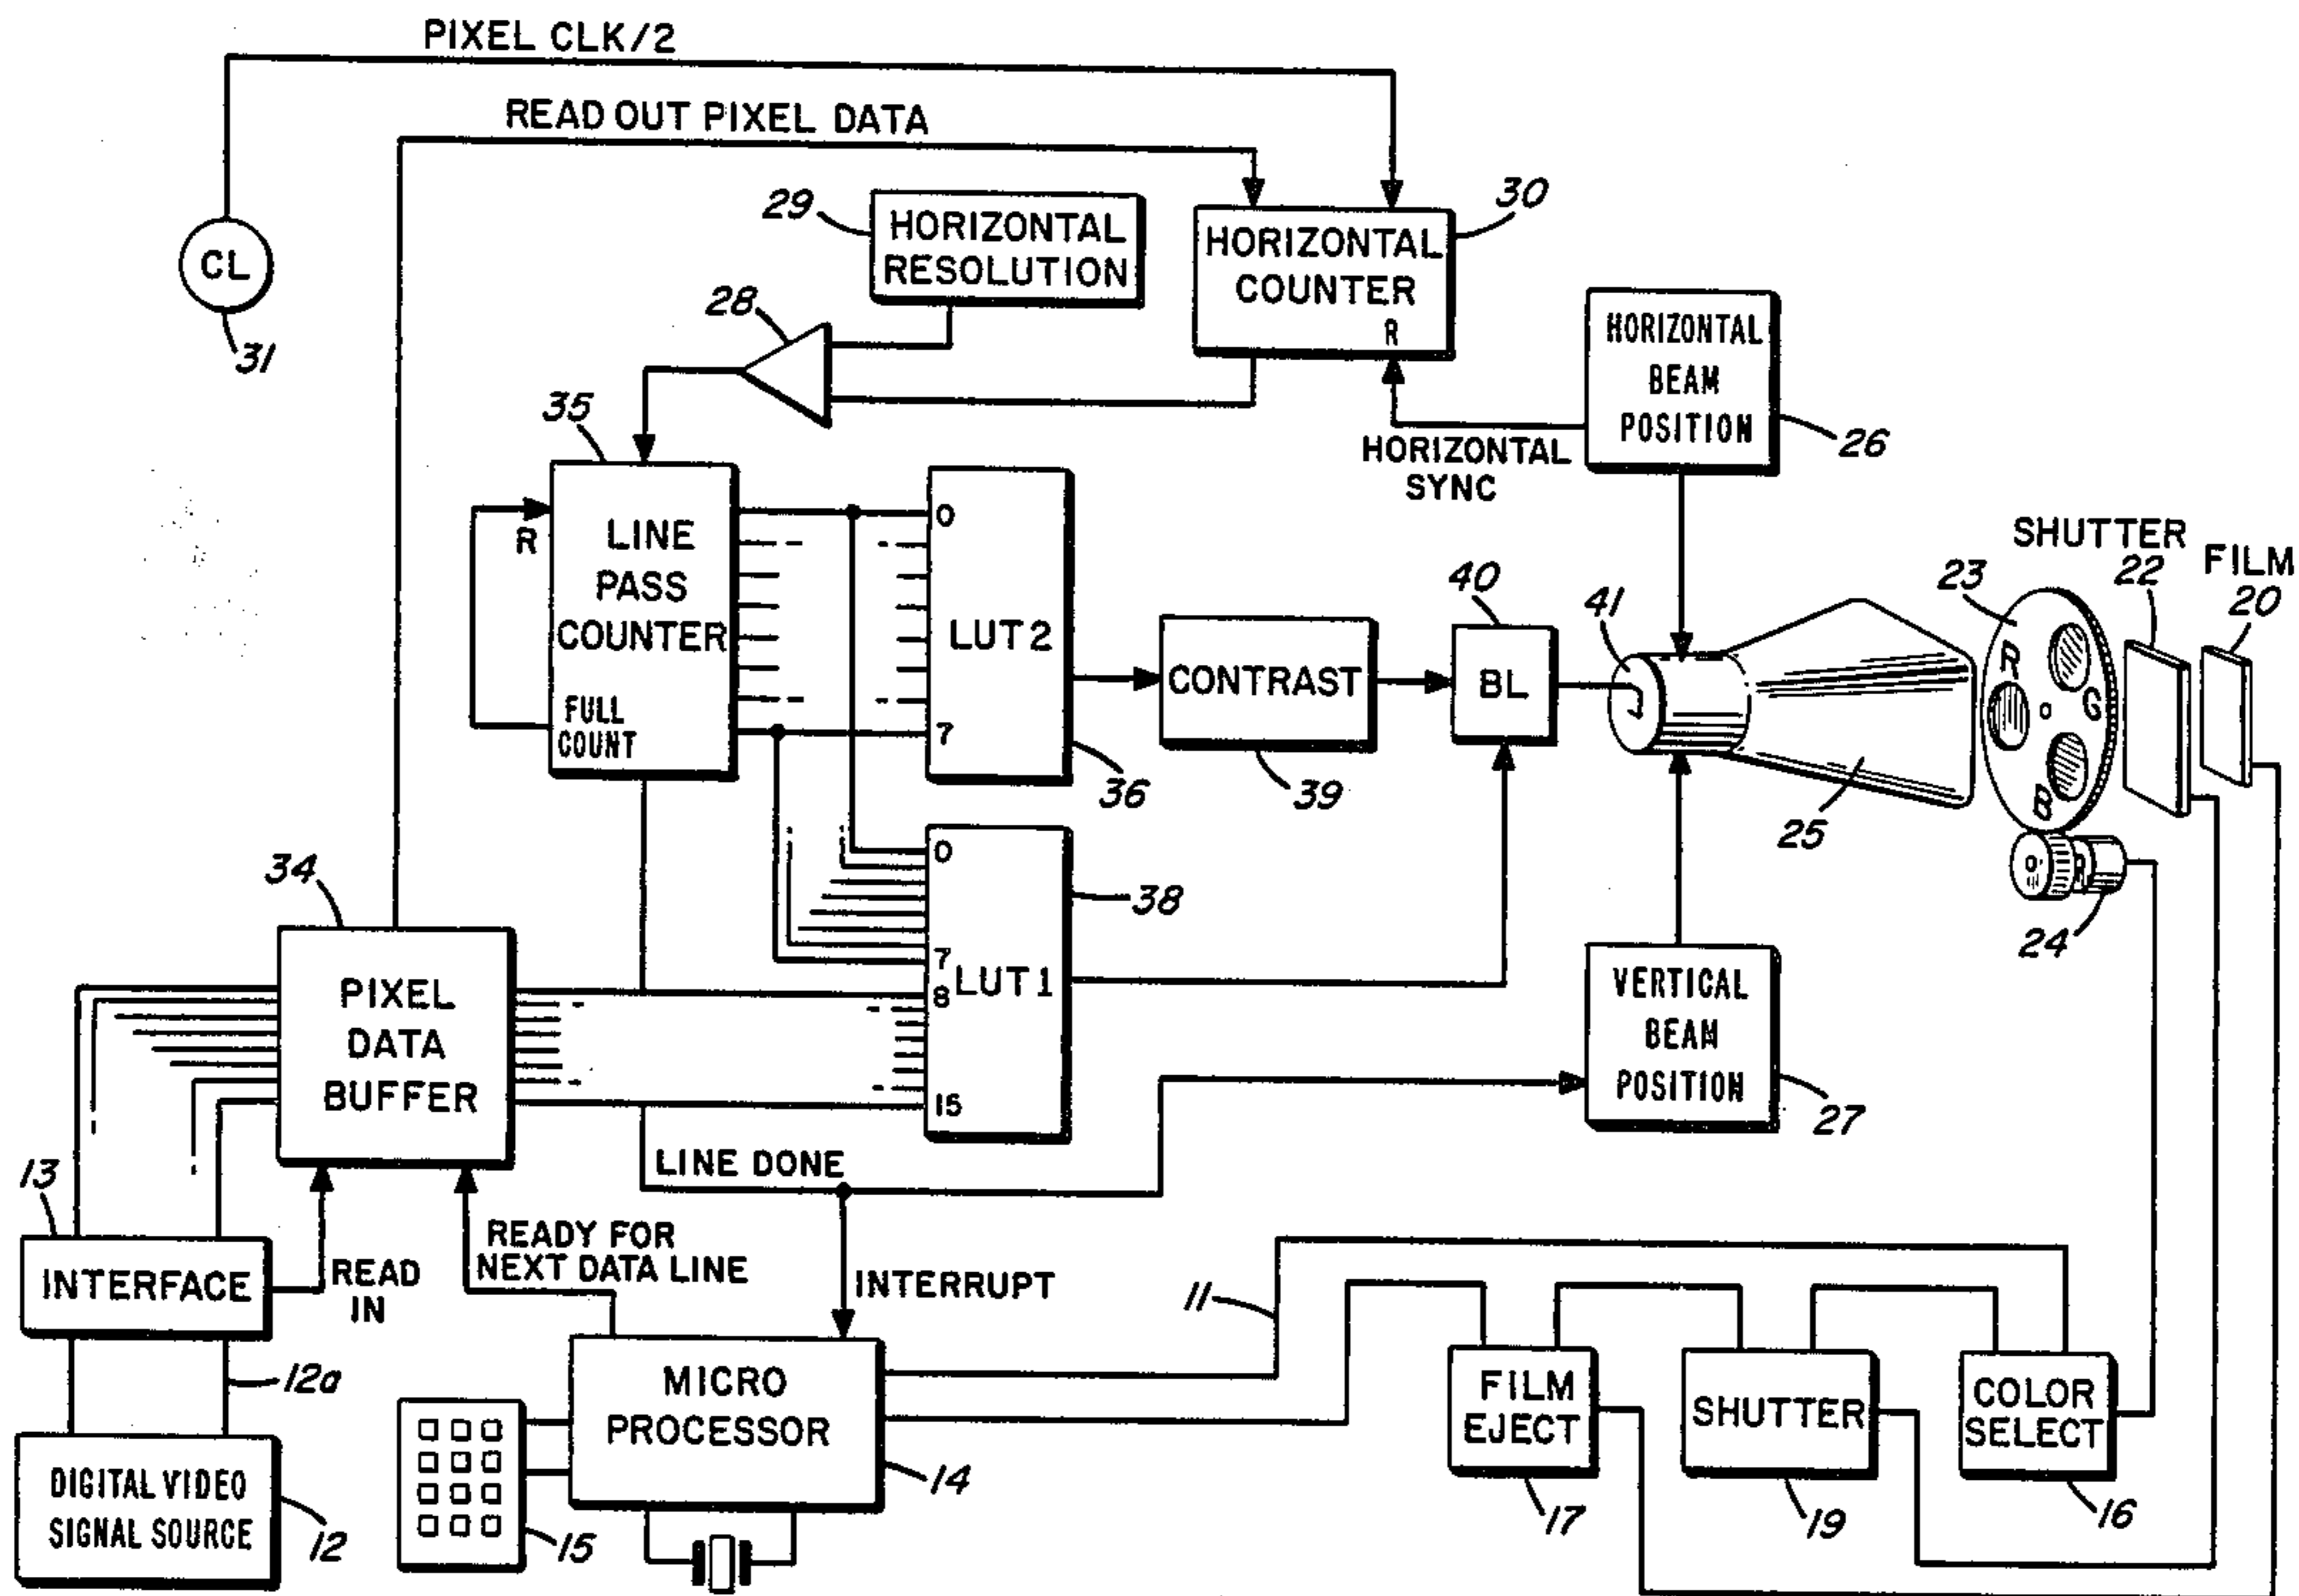 PIXEL CLK/2
READ OUT PIXEL DATA
CL
31
29
HORIZONTAL
RESOLUTION
30
HORIZONTAL
COUNTER
R
28
HORIZONTAL
BEAM
POSITION
26
HORIZONTAL
SYNC
35
R
LINE
PASS
COUNTER
FULL
COUNT
0
LUT2
7
36
CONTRAST
39
40
BL
41
25
23
R
G
B
SHUTTER
22
FILM
20
24
34
PIXEL
DATA
BUFFER
0
7
8
LUT1
15
38
VERTICAL
BEAM
POSITION
27
LINE DONE
13
INTERFACE
READ
IN
READY FOR
NEXT DATA LINE
INTERRUPT
12a
DIGITAL VIDEO
SIGNAL SOURCE
12
15
MICRO
PROCESSOR
14
11
FILM
EJECT
17
SHUTTER
19
COLOR
SELECT
16